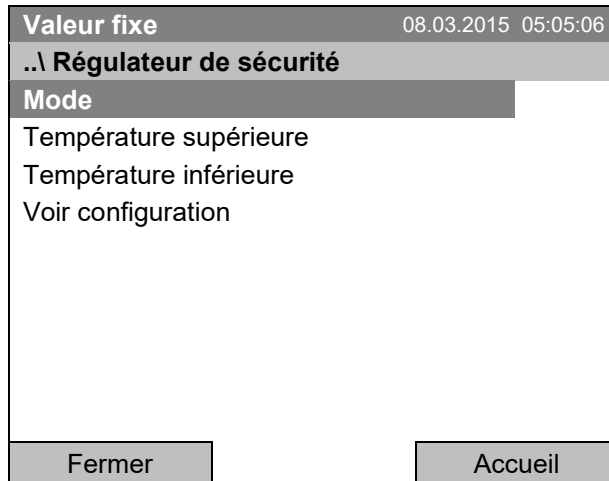 Valeur fixe 08.03.2015 05:05:06
..\ Régulateur de sécurité
Mode
Température supérieure
Température inférieure
Voir configuration
Fermer Accueil